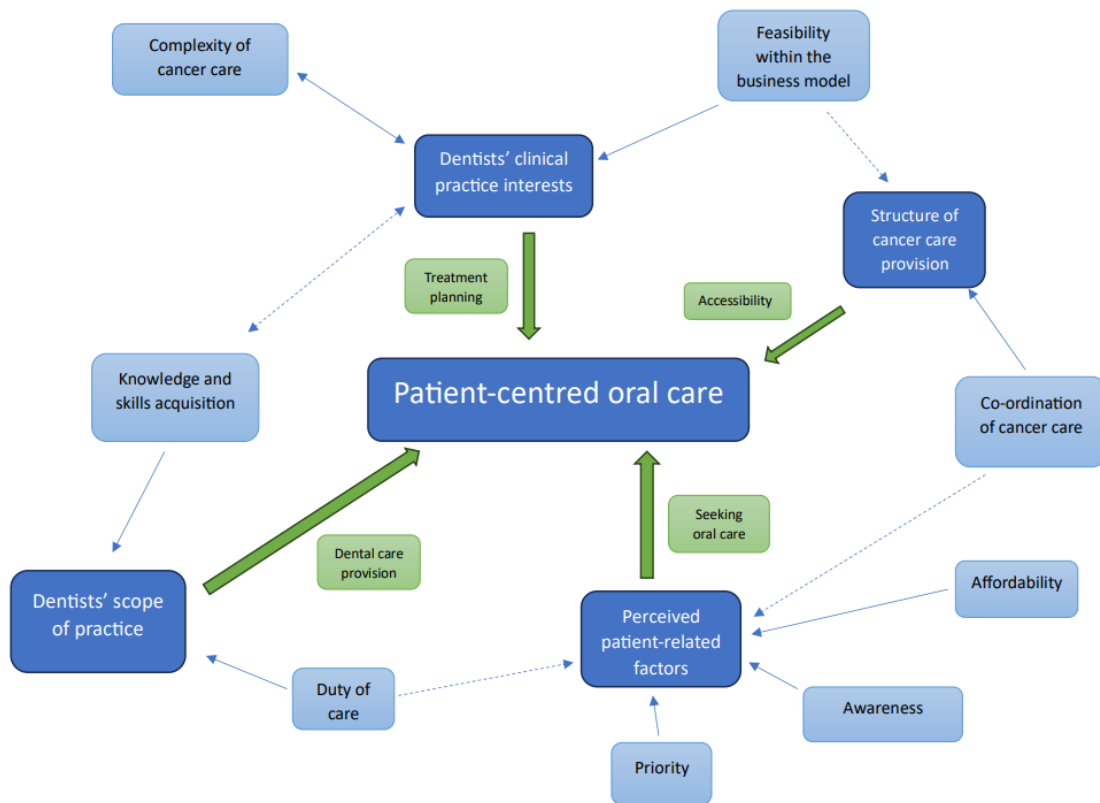 Complexity of
cancer care
Feasibility
within the
business model
Dentists’ clinical
practice interests
Structure of
cancer care
provision
Treatment
planning
Accessibility
Patient-centred oral care
Knowledge and
skills acquisition
Co-ordination
of cancer care
Seeking
oral care
Dental care
provision
Dentists’ scope
of practice
Perceived
patient-related
factors
Affordability
Duty of
care
Awareness
Priority